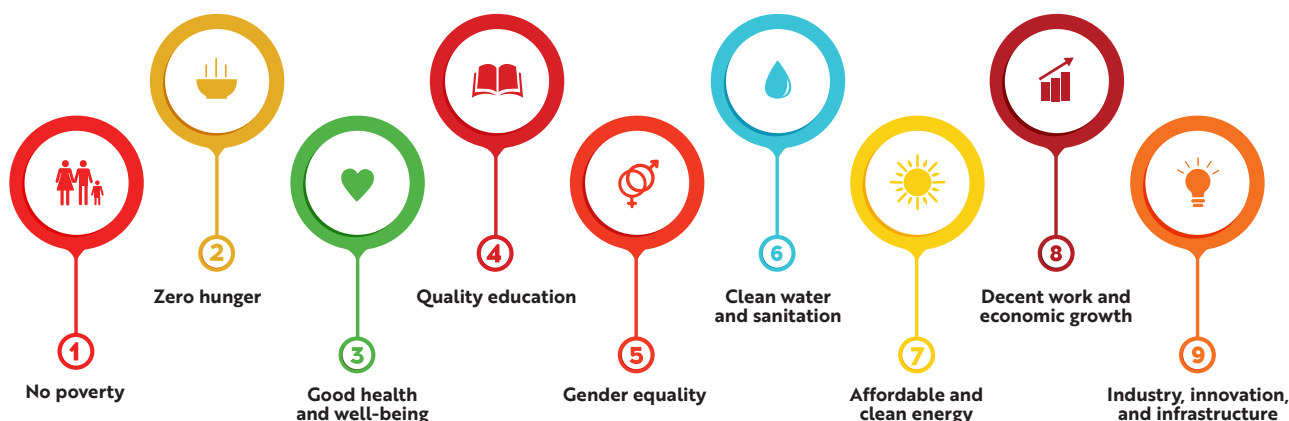 1
No poverty
2
Zero hunger
3
Good health
and well-being
4
Quality education
5
Gender equality
6
Clean water
and sanitation
7
Affordable and
clean energy
8
Decent work and
economic growth
9
Industry, innovation,
and infrastructure